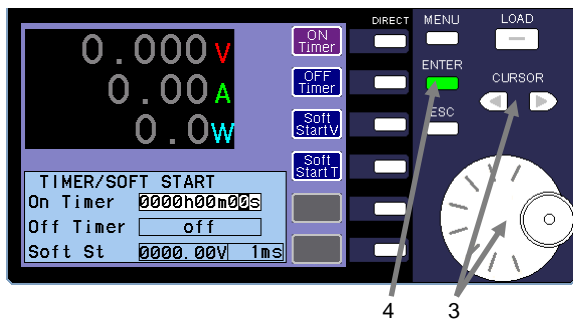 DIRECT MENU LOAD
0.000V
ON
Timer
0.00A
OFF
Timer
ENTER
CURSOR
0.0W
Soft
StartV
ESC
Soft
StartT
TIMER/SOFT START
On Timer 0000h00m00s
Off Timer off
Soft St 0000.00V 1ms
4 3